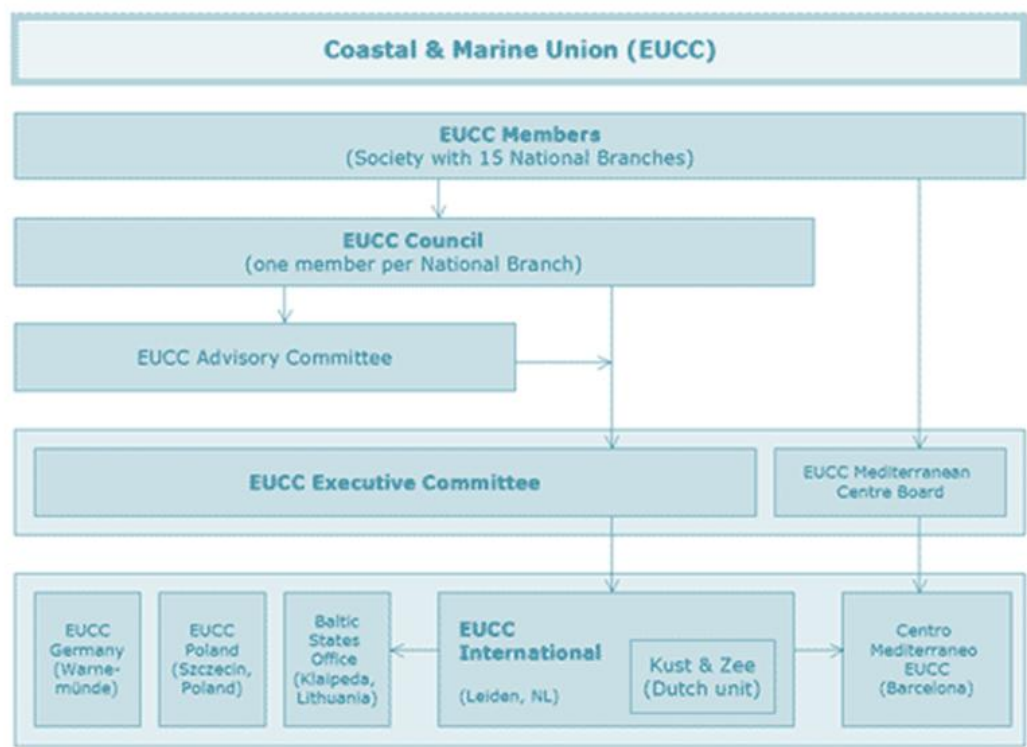 Coastal & Marine Union (EUCC)
EUCC Members
(Society with 15 National Branches)
EUCC Council
(one member per National Branch)
EUCC Advisory Committee
EUCC Executive Committee
EUCC Mediterranean
Centre Board
EUCC
Germany
(Warne-
münde)
EUCC
Poland
(Szczecin,
Poland)
Baltic
States
Office
(Klaipeda,
Lithuania)
EUCC
International
(Leiden, NL)
Kust & Zee
(Dutch unit)
Centro
Mediterraneo
EUCC
(Barcelona)